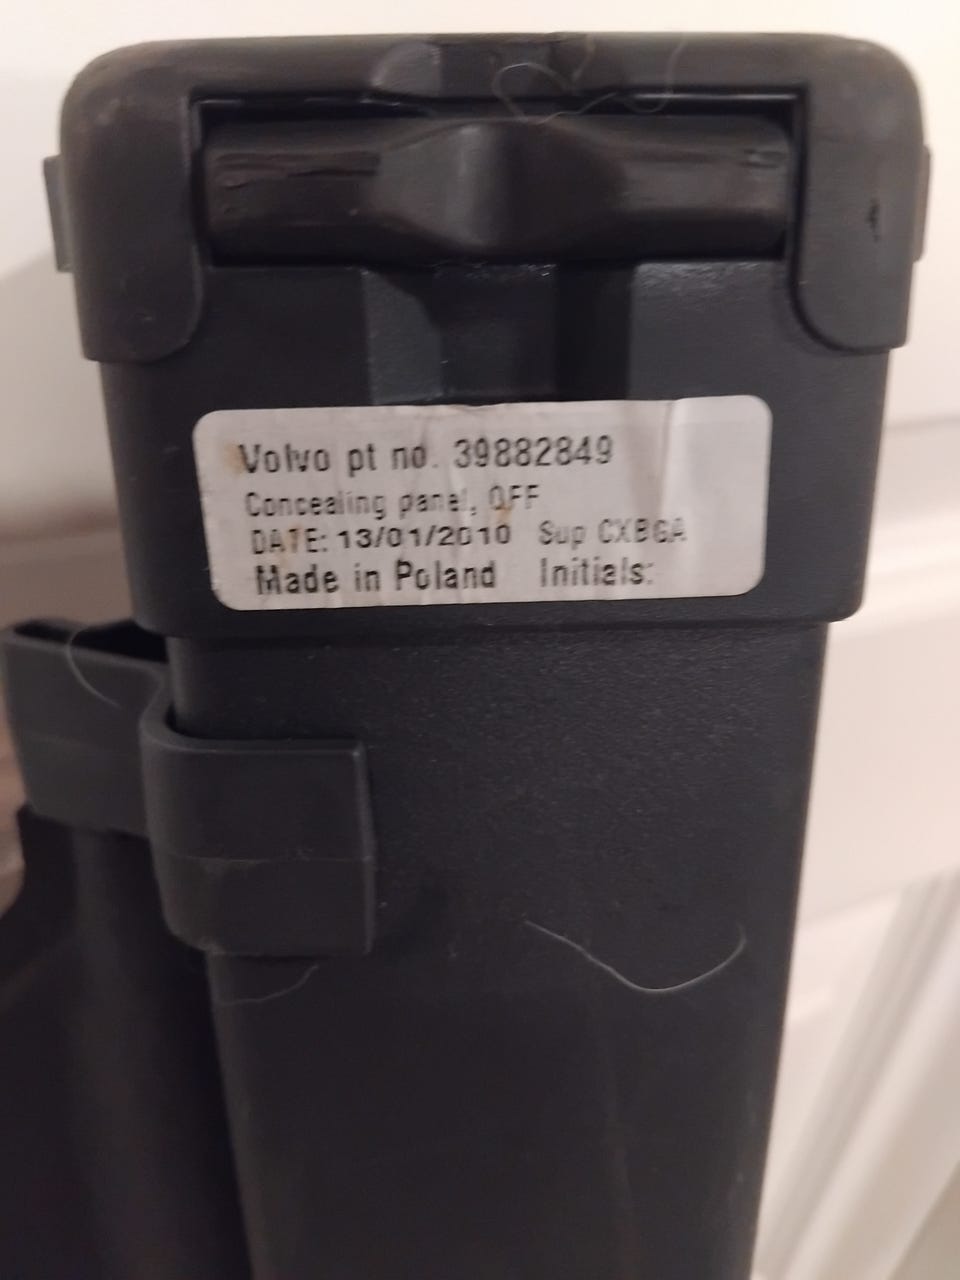 Volvo pt no. 39882849
Concealing panel, OFF
DATE: 13/01/2010 Sup CXBGA
Made in Poland Initials: